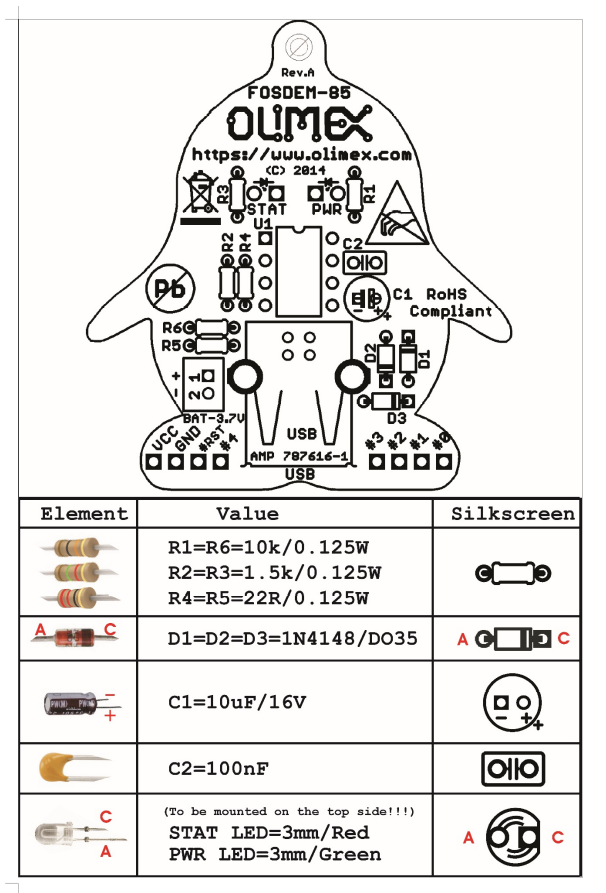 Rev.A
FOSDEM-85
OLIMEX
https://www.olimex.com
(C) 2014
R3 STAT PWR R1
U1
R2 R4 C2
Pb
C1 RoHS
Compliant
- +
+
R6
R5
D2 D1
+ 1
- 2
D3
BAT-3.7V
USB
VCC GND #RST #4
#3 #2 #1 #0
AMP 787616-1
USB
Element Value Silkscreen
R1=R6=10k/0.125W
R2=R3=1.5k/0.125W
R4=R5=22R/0.125W
A C
D1=D2=D3=1N4148/DO35
A C
PW(M) PW(M)
-
+
C1=10uF/16V
- +
+
C2=100nF
(To be mounted on the top side!!!)
C
STAT LED=3mm/Red
A C
A
PWR LED=3mm/Green